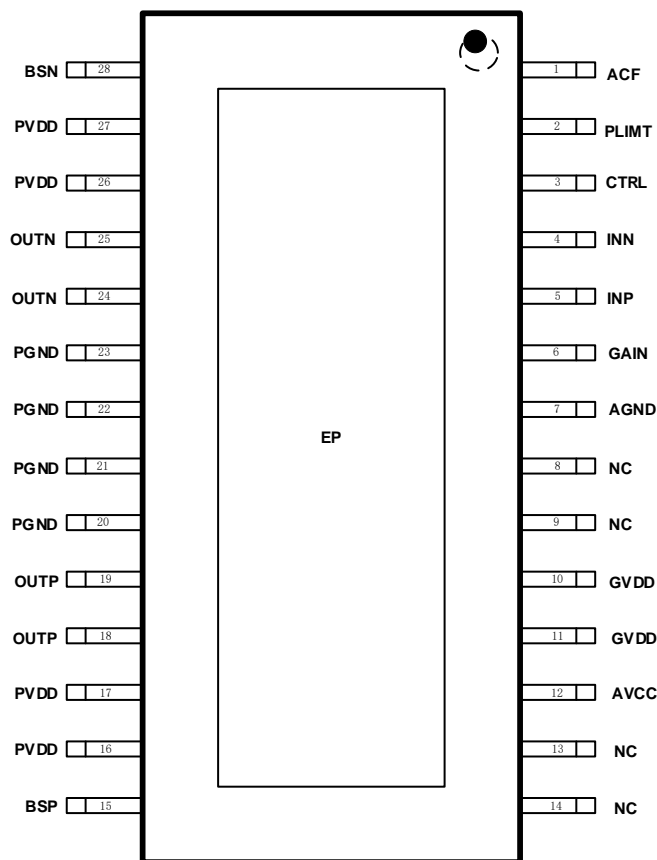 BSN 28 1 ACF
PVDD 27 2 PLIMT
PVDD 26 3 CTRL
OUTN 25 4 INN
OUTN 24 5 INP
PGND 23 6 GAIN
PGND 22 7 AGND
EP
PGND 21 8 NC
PGND 20 9 NC
OUTP 19 10 GVDD
OUTP 18 11 GVDD
PVDD 17 12 AVCC
PVDD 16 13 NC
BSP 15 14 NC